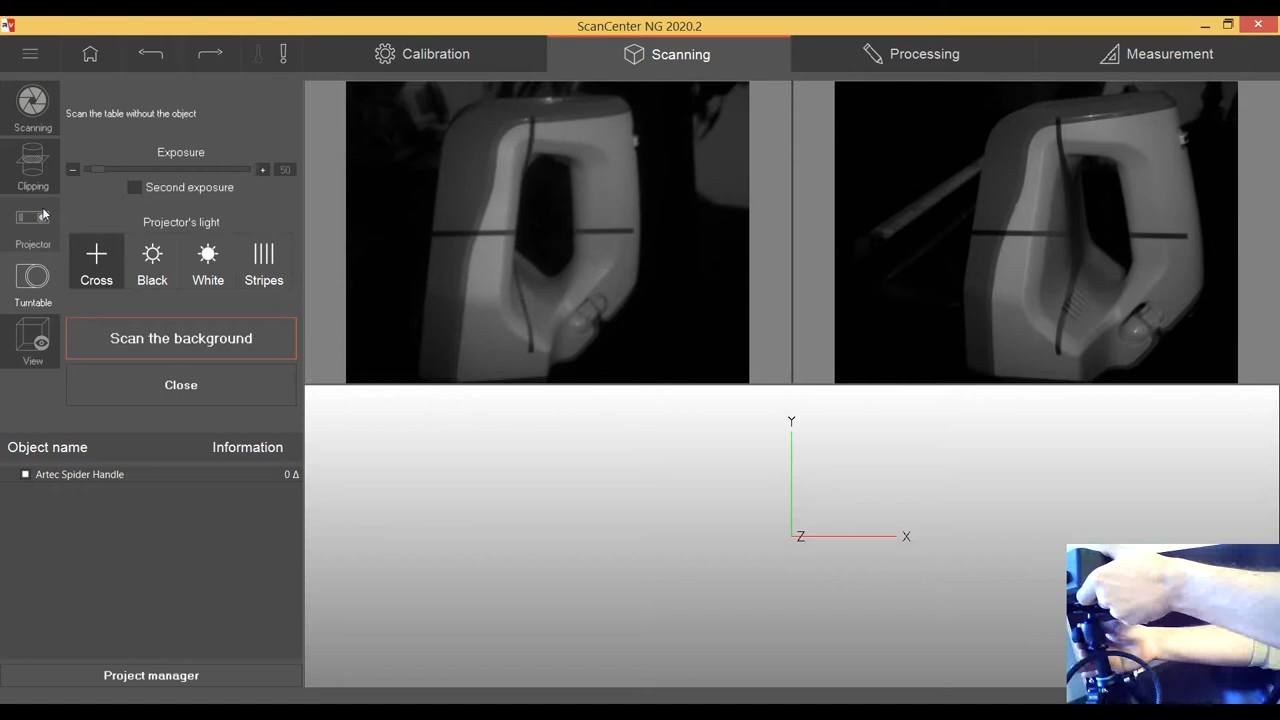 ScanCenter NG 2020.2
Calibration
Scanning
Processing
Measurement
Scanning
Clipping
Projector
Turntable
View
Scan the table without the object
Exposure
50
Second exposure
Projector's light
Cross
Black
White
Stripes
Scan the background
Close
Object name
Information
Artec Spider Handle
0 Δ
Project manager
Y
Z
X